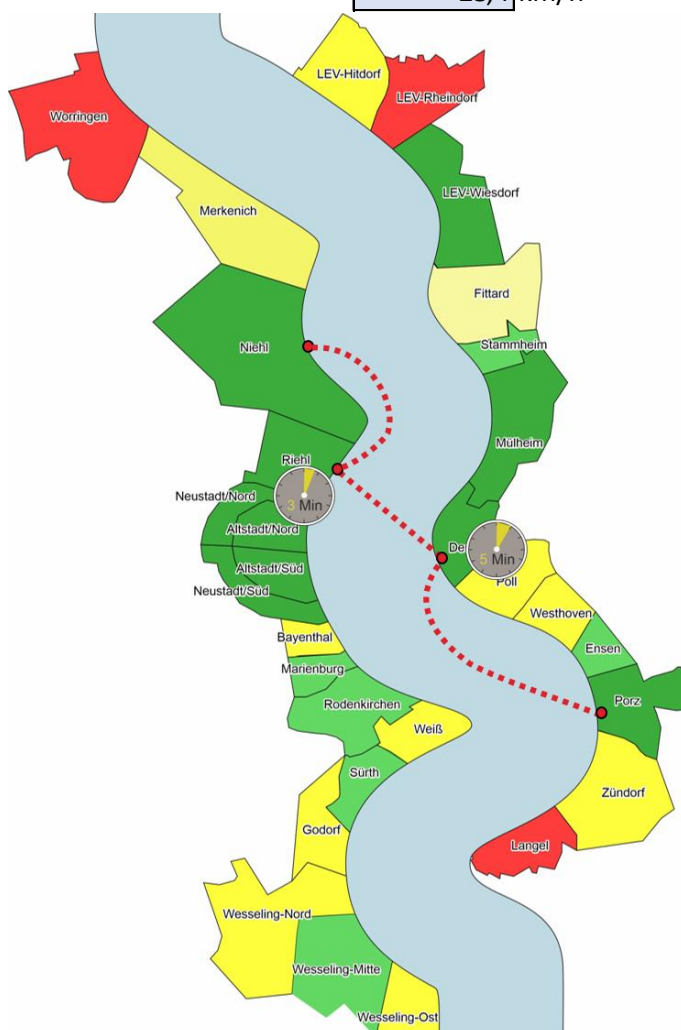 km/h
LEV-Hitdorf
LEV-Rheindorf
Worringen
LEV-Wiesdorf
Merkenich
Fittard
Stammheim
Niehl
Mülheim
Riehl
Neustadt/Nord
3 Min
Altstadt/Nord
De
5 Min
Altstadt/Süd
Poll
Neustadt/Süd
Westhoven
Bayenthal
Ensen
Marienburg
Rodenkirchen
Porz
Weiß
Sürth
Zündorf
Godorf
Langel
Wesseling-Nord
Wesseling-Mitte
Wesseling-Ost